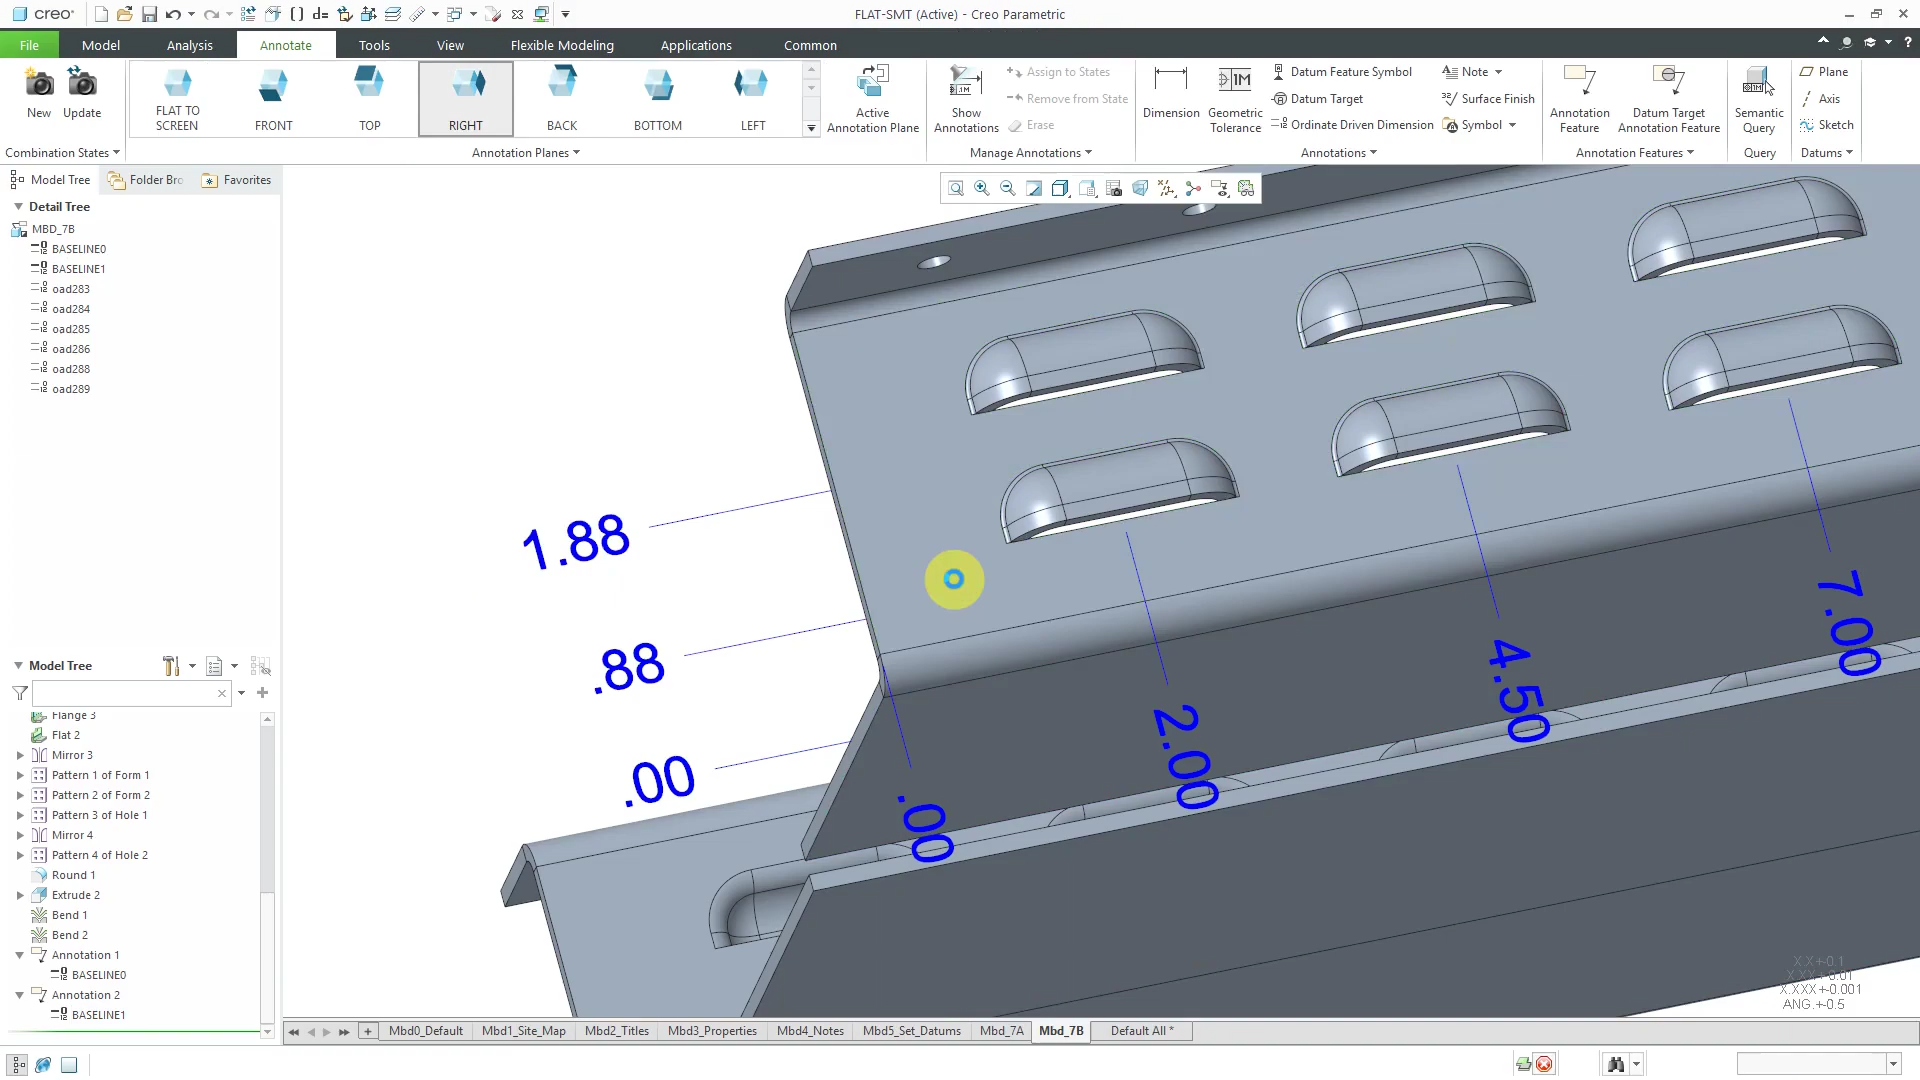 creo
FLAT-SMT (Active) - Creo Parametric
File
Model
Analysis
Annotate
Tools
View
Flexible Modeling
Applications
Common
New
Update
Combination States
FLAT TO SCREEN
FRONT
TOP
RIGHT
BACK
BOTTOM
LEFT
Active Annotation Plane
Annotation Planes
Show Annotations
Assign to States
Remove from State
Erase
Manage Annotations
Dimension
Geometric Tolerance
Datum Feature Symbol
Datum Target
Ordinate Driven Dimension
Note
Surface Finish
Symbol
Annotations
Annotation Feature
Datum Target Annotation Feature
Annotation Features
Semantic Query
Query
Plane
Axis
Sketch
Datums
Model Tree
Folder Bro
Favorites
Detail Tree
MBD_7B
BASELINE0
BASELINE1
oad283
oad284
oad285
oad286
oad288
oad289
Model Tree
Flange 3
Flat 2
Mirror 3
Pattern 1 of Form 1
Pattern 2 of Form 2
Pattern 3 of Hole 1
Mirror 4
Pattern 4 of Hole 2
Round 1
Extrude 2
Bend 1
Bend 2
Annotation 1
BASELINE0
Annotation 2
BASELINE1
1.88
.88
.00
.00
2.00
4.50
7.00
X.X+-0.1
X.XX+-0.01
X.XXX+-0.001
ANG.+-0.5
Mbd0_Default
Mbd1_Site_Map
Mbd2_Titles
Mbd3_Properties
Mbd4_Notes
Mbd5_Set_Datums
Mbd_7A
Mbd_7B
Default All *